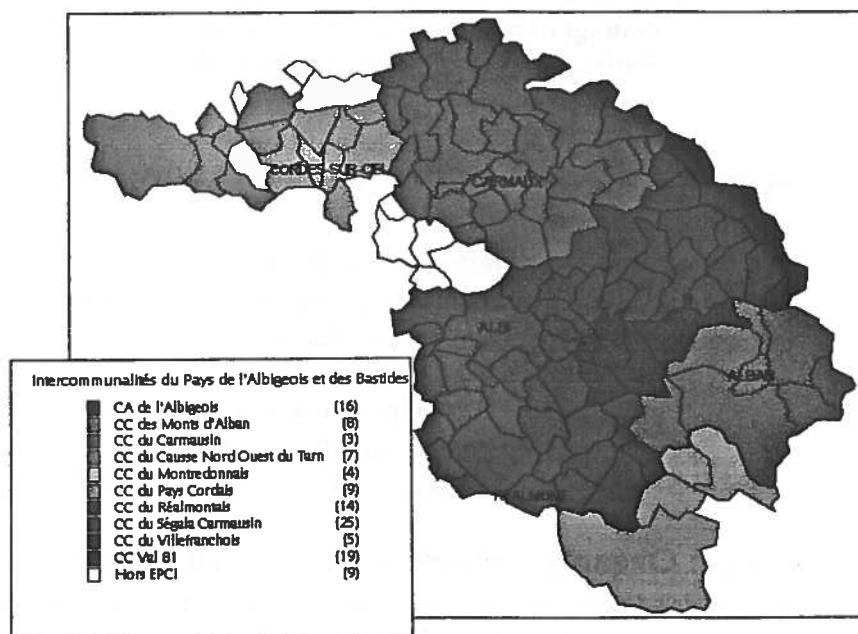 CORDES SUR CIEL
CARMAUX
ALBI
ALBAN
REALMONT
Intercommunalités du Pays de l'Albigeois et des Bastides
CA de l'Albigeois (16)
CC des Monts d'Alban (8)
CC du Carmausin (3)
CC du Causse Nord Ouest du Tarn (7)
CC du Montredonnais (4)
CC du Pays Cordais (9)
CC du Réalmontais (14)
CC du Ségala Carmausin (25)
CC du Villefranchois (5)
CC Val 81 (19)
Hors EPCI (9)